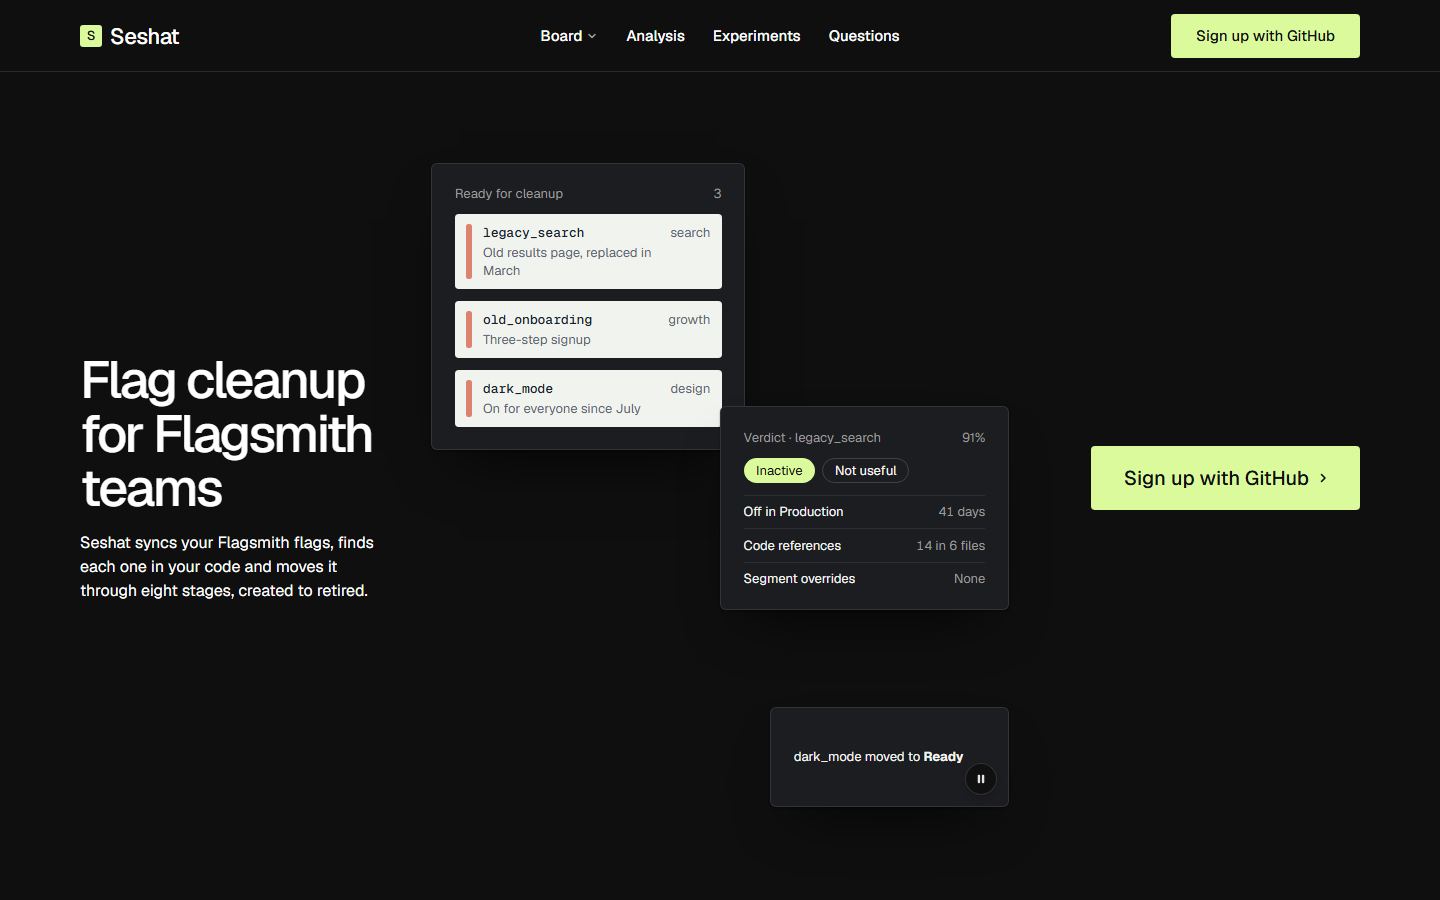 S Seshat
Board Analysis Experiments Questions
Sign up with GitHub
Flag cleanup
for Flagsmith
teams
Seshat syncs your Flagsmith flags, finds
each one in your code and moves it
through eight stages, created to retired.
Ready for cleanup 3
legacy_search search
Old results page, replaced in
March
old_onboarding growth
Three-step signup
dark_mode design
On for everyone since July
Verdict · legacy_search 91%
Inactive Not useful
Off in Production 41 days
Code references 14 in 6 files
Segment overrides None
dark_mode moved to Ready
Sign up with GitHub